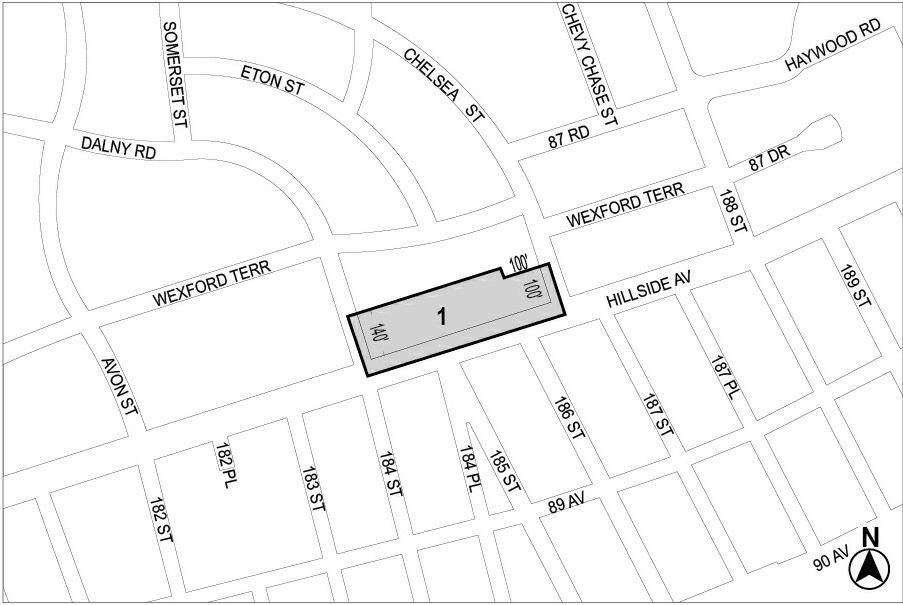 SOMERSET ST
ETON ST
CHELSEA ST
CHEVY CHASE ST
HAYWOOD RD
DALNY RD
87 RD
87 DR
WEXFORD TERR
188 ST
WEXFORD TERR
100'
100'
140'
1
HILLSIDE AV
189 ST
AVON ST
187 PL
187 ST
186 ST
182 PL
183 ST
184 ST
184 PL
185 ST
182 ST
89 AV
90 AV
N